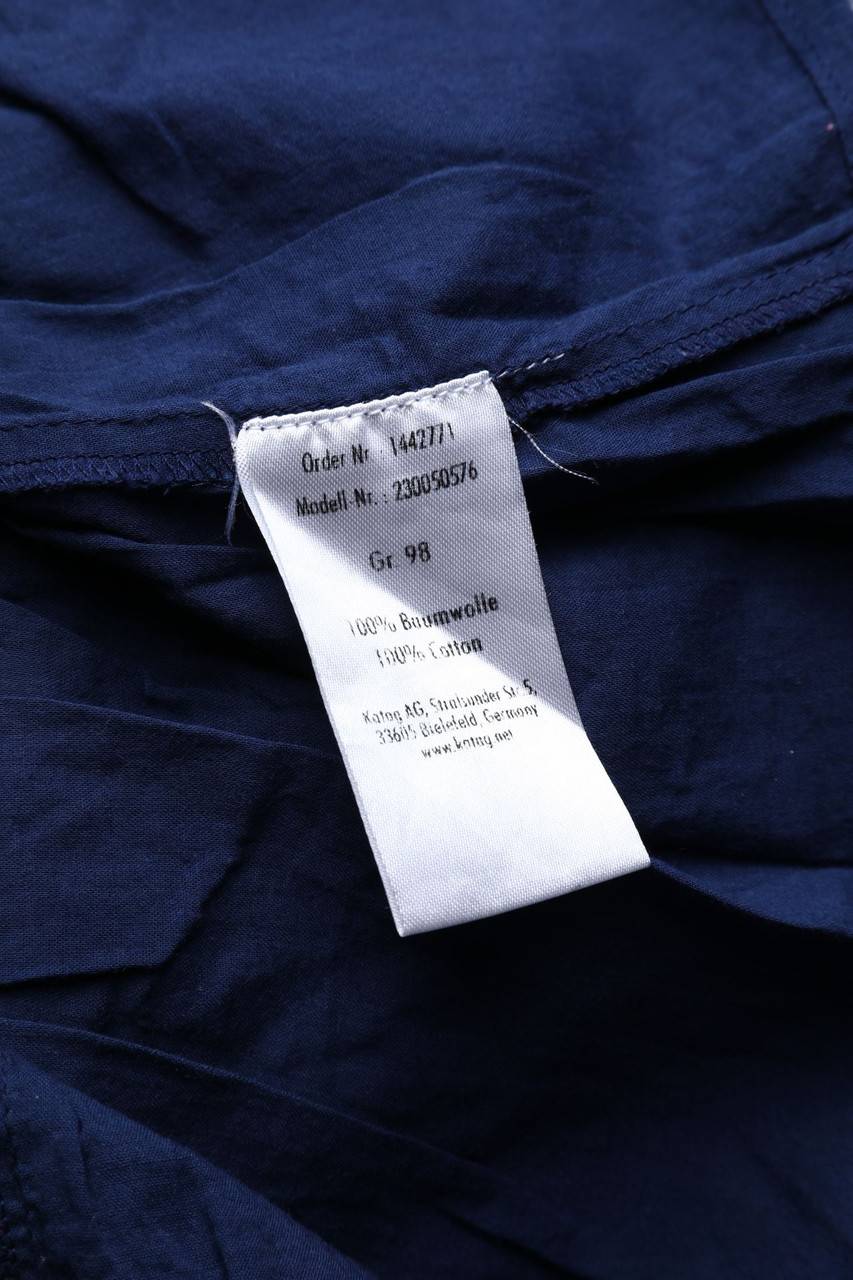 Order Nr : 1442771
Modell-Nr. : 230050576
Gr. 98
100% Baumwolle
100% Cotton
Katag AG, Stralsunder Str. 5,
33605 Bielefeld, Germany
www.katag.net